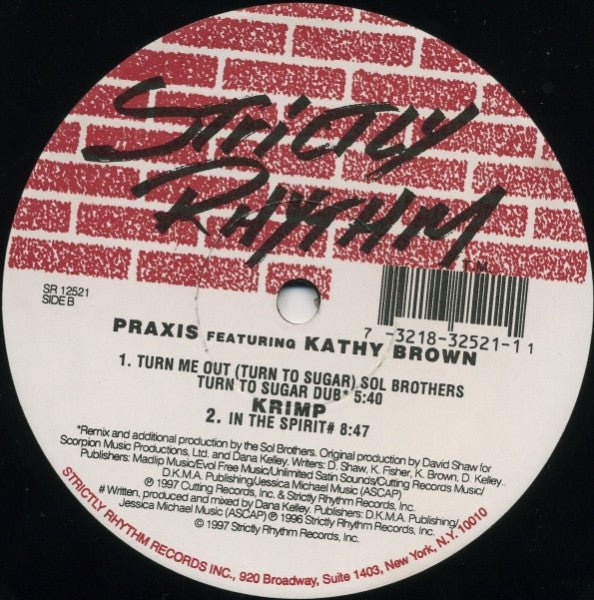 STRICTLY
RHYTHM
T.M.
SR 12521
SIDE B
7 -3218-32521-1 1
PRAXIS FEATURING KATHY BROWN
1. TURN ME OUT (TURN TO SUGAR) SOL BROTHERS
TURN TO SUGAR DUB* 5:40
KRIMP
2. IN THE SPIRIT# 8:47
*Remix and additional production by the Sol Brothers. Original production by David Shaw for
Scorpion Music Productions, Ltd. and Dana Kelley. Writers: D. Shaw, K. Fisher, K. Brown, D. Kelley..
Publishers: Madlip Music/Evol Free Music/Unlimited Satin Sounds/Cutting Records Music/
D.K.M.A. Publishing/Jessica Michael Music (ASCAP)
℗ 1997 Cutting Records, Inc. & Strictly Rhythm Records, Inc.
# Written, produced and mixed by Dana Kelley. Publishers: D.K.M.A. Publishing/
Jessica Michael Music (ASCAP) ℗ 1996 Strictly Rhythm Records, Inc.
© 1997 Strictly Rhythm Records, Inc.
STRICTLY RHYTHM RECORDS INC., 920 Broadway, Suite 1403, New York, N.Y. 10010